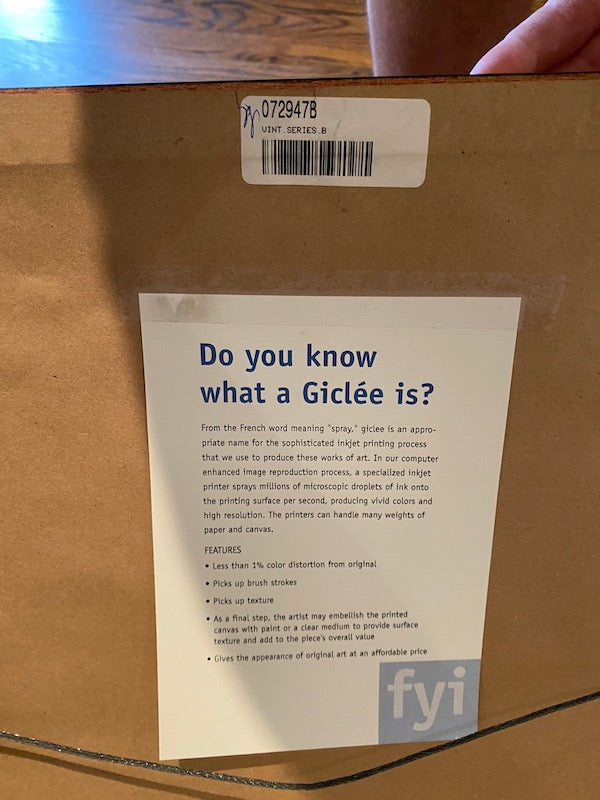 072947B
VINT.SERIES.B
Do you know
what a Giclée is?
From the French word meaning "spray," giclee is an appro-
priate name for the sophisticated inkjet printing process
that we use to produce these works of art. In our computer
enhanced image reproduction process, a specialized inkjet
printer sprays millions of microscopic droplets of ink onto
the printing surface per second, producing vivid colors and
high resolution. The printers can handle many weights of
paper and canvas.
FEATURES
• Less than 1% color distortion from original
• Picks up brush strokes
• Picks up texture
• As a final step, the artist may embellish the printed
canvas with paint or a clear medium to provide surface
texture and add to the piece's overall value
• Gives the appearance of original art at an affordable price
fyi